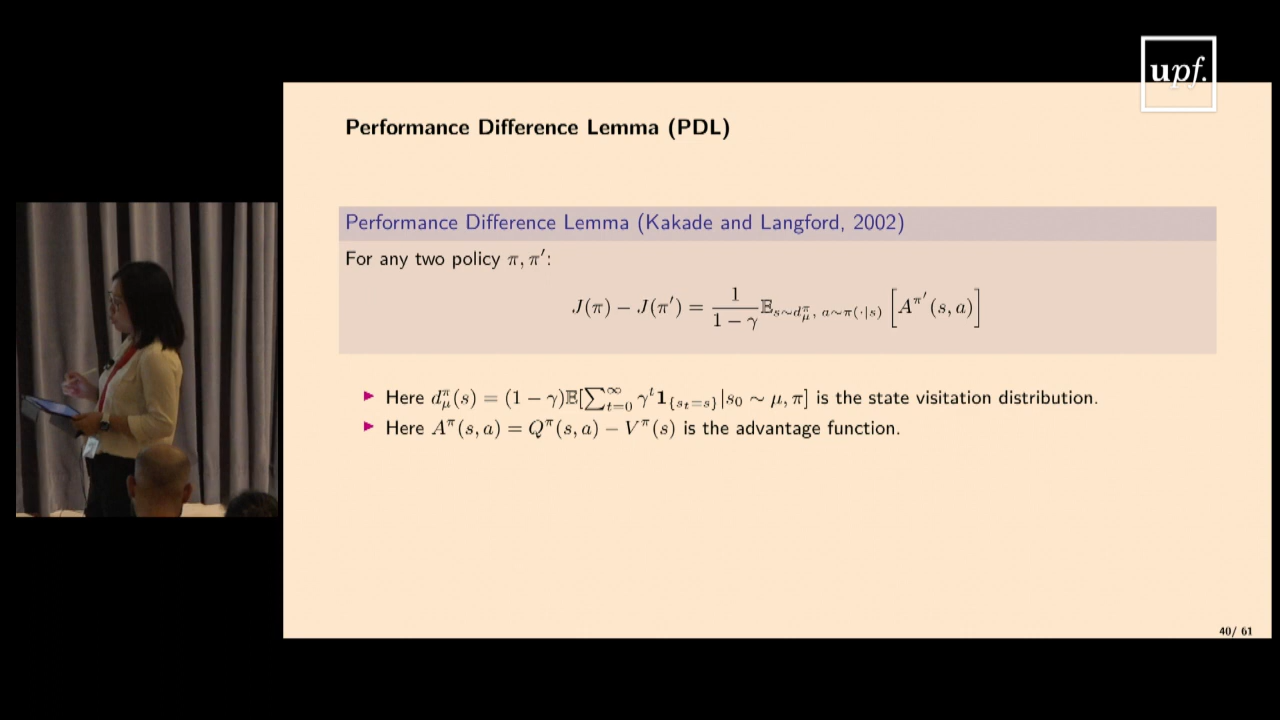 upf.
Performance Difference Lemma (PDL)
Performance Difference Lemma (Kakade and Langford, 2002)
For any two policy π, π′:
J(π) − J(π′) = \frac{1}{1 − γ} 𝔼_{s∼d_μ^π, a∼π(·|s)} [A^{π′}(s, a)]
▶ Here d_μ^π(s) = (1 − γ)𝔼[∑_{t=0}^∞ γ^t 𝟏_{\{s_t=s\}}|s_0 ∼ μ, π] is the state visitation distribution.
▶ Here A^π(s, a) = Q^π(s, a) − V^π(s) is the advantage function.
40/ 61